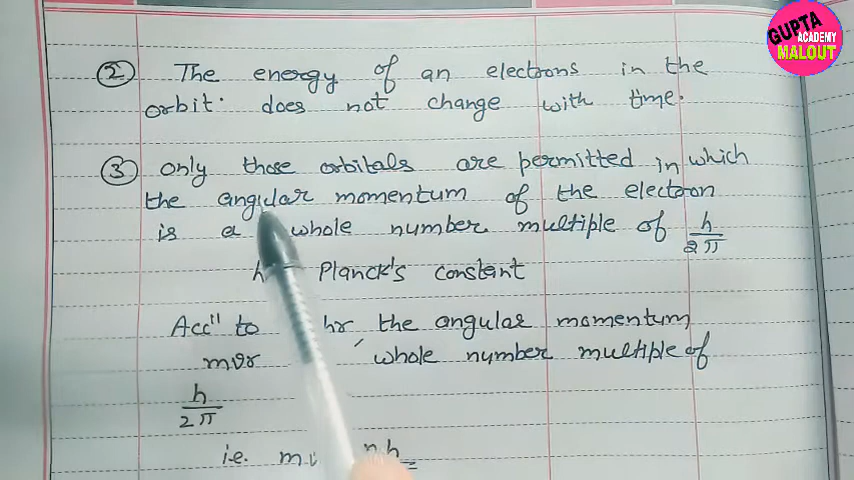 GUPTA
ACADEMY
MALOUT
② The energy of an electrons in the
orbit. does not change with time.
③ only those orbitals are permitted in which
the angular momentum of the electron
is a whole number multiple of h/2π
h Planck's constant
Acc" to hr the angular momentum
mvr whole number multiple of
h/2π
i.e. m nh